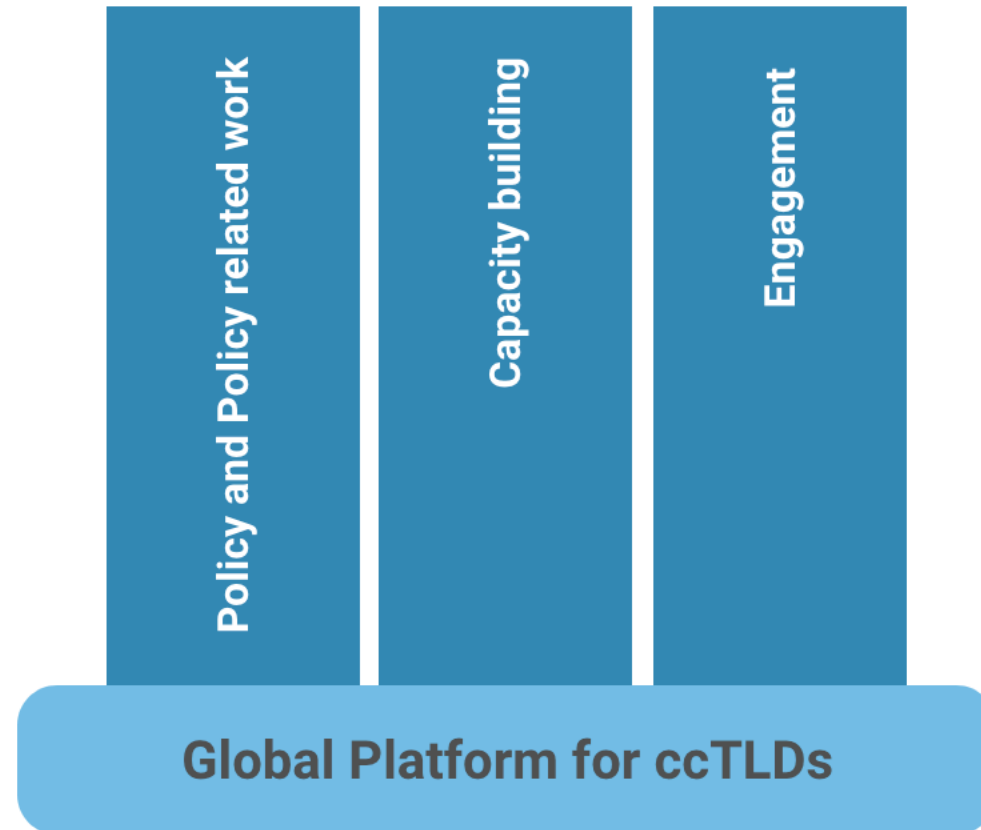 Policy and Policy related work
Capacity building
Engagement
Global Platform for ccTLDs